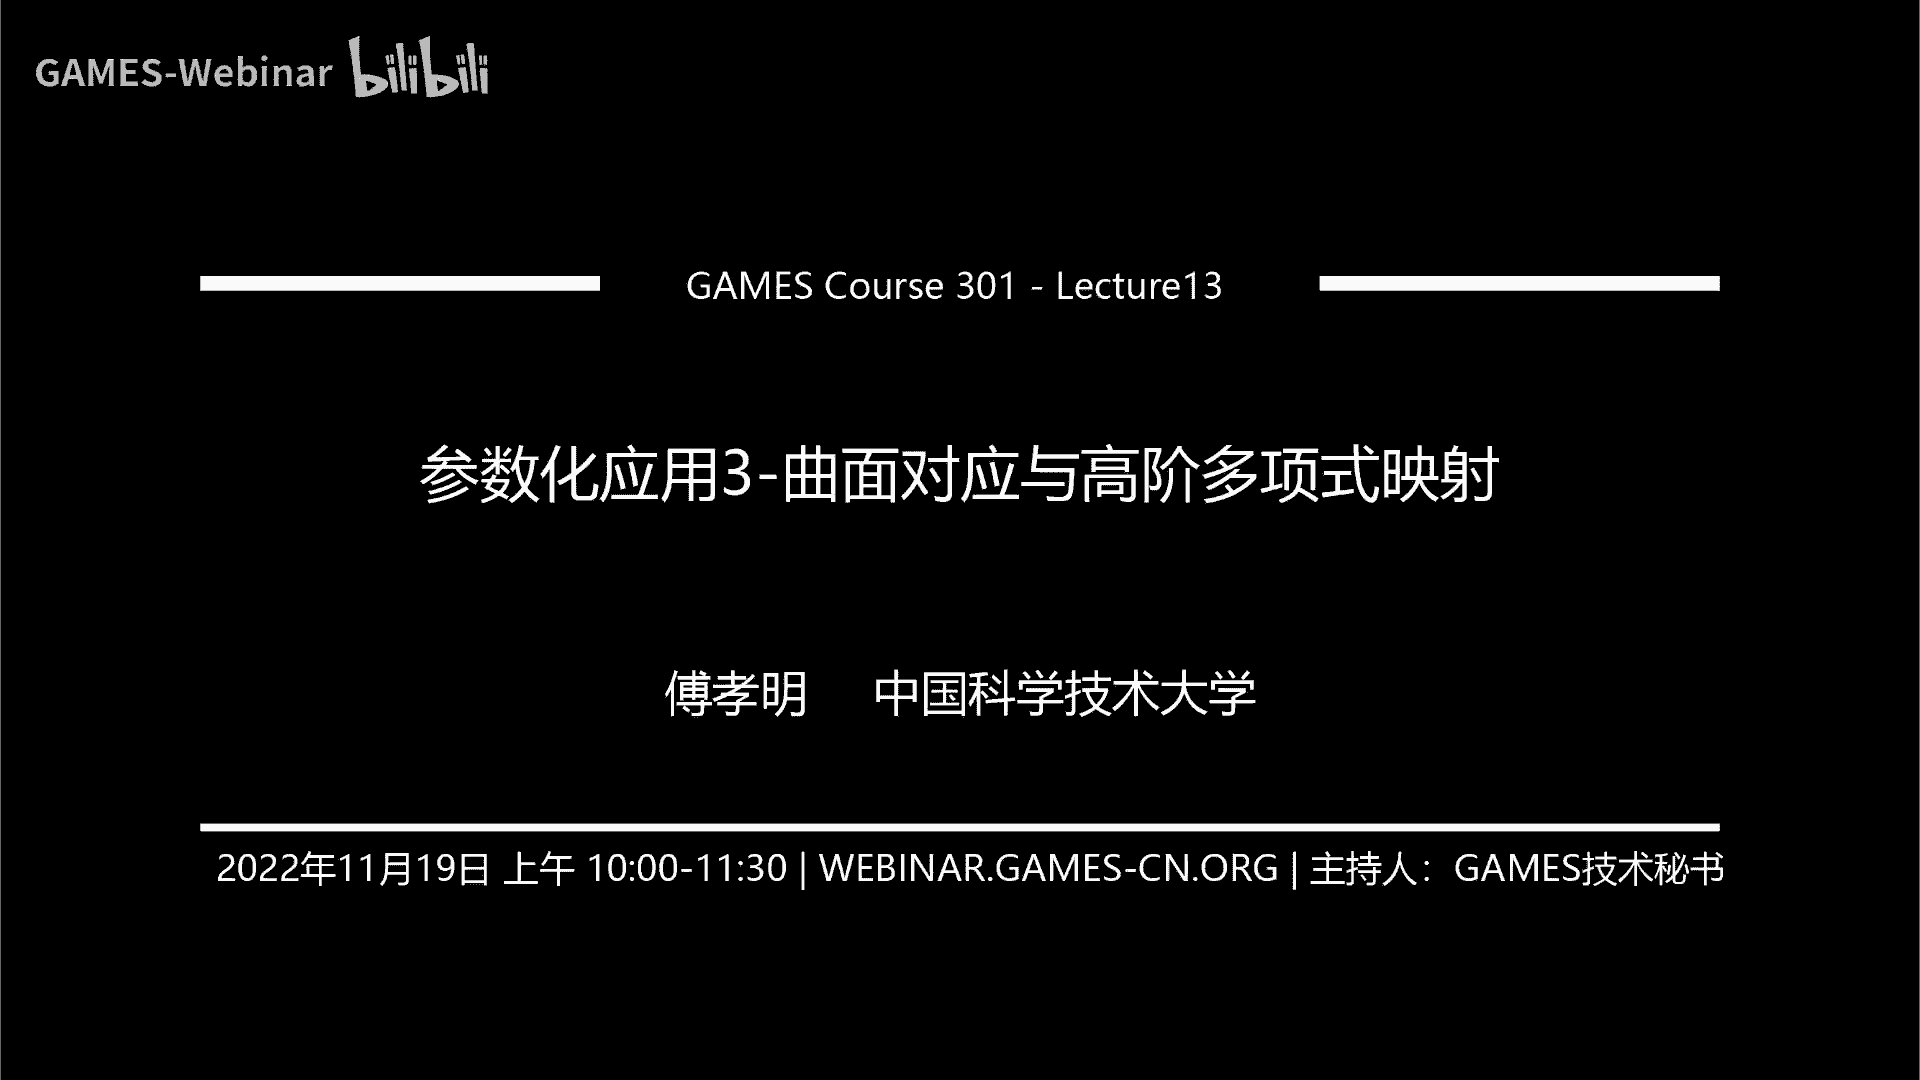 GAMES-Webinar bilibili
GAMES Course 301 - Lecture13
参数化应用3-曲面对应与高阶多项式映射
傅孝明 中国科学技术大学
2022年11月19日 上午 10:00-11:30 | WEBINAR.GAMES-CN.ORG | 主持人：GAMES技术秘书